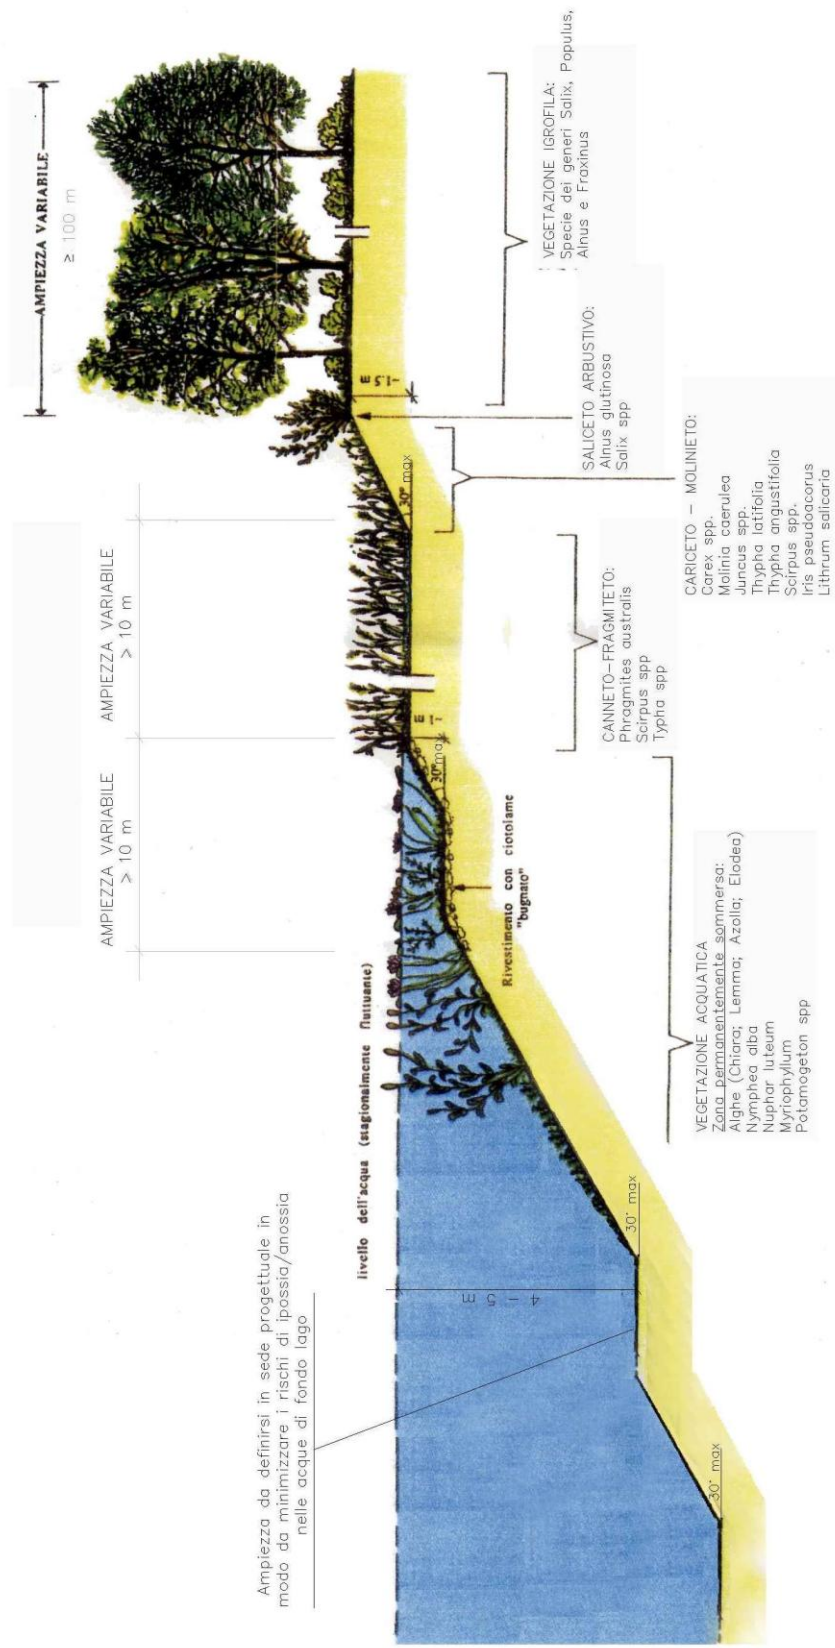 Ampiezza da definirsi in sede progettuale in
modo da minimizzare i rischi di ipossia/anossia
nelle acque di fondo lago
AMPIEZZA VARIABILE
> 10 m
AMPIEZZA VARIABILE
> 10 m
AMPIEZZA VARIABILE
≥ 100 m
livello dell'acqua (stagionalmente fluttuante)
30° max
4 - 5 m
30° max
Rivestimento con ciotolame
"bugnato"
30° max
-1 m
30° max
-1.5 m
VEGETAZIONE ACQUATICA
Zona permanentemente sommersa:
Alghe (Chiara; Lemma; Azolla; Elodea)
Nymphea alba
Nuphar luteum
Myriophyllum
Potamogeton spp
CANNETO-FRAGMITETO:
Phragmites australis
Scirpus spp
Typha spp
CARICETO - MOLINIETO:
Carex spp.
Molinia caerulea
Juncus spp.
Thypha latifolia
Thypha angustifolia
Scirpus spp.
Iris pseudoacorus
Lithrum salicaria
SALICETO ARBUSTIVO:
Alnus glutinosa
Salix spp
VEGETAZIONE IGROFILA:
Specie dei generi Salix, Populus,
Alnus e Fraxinus